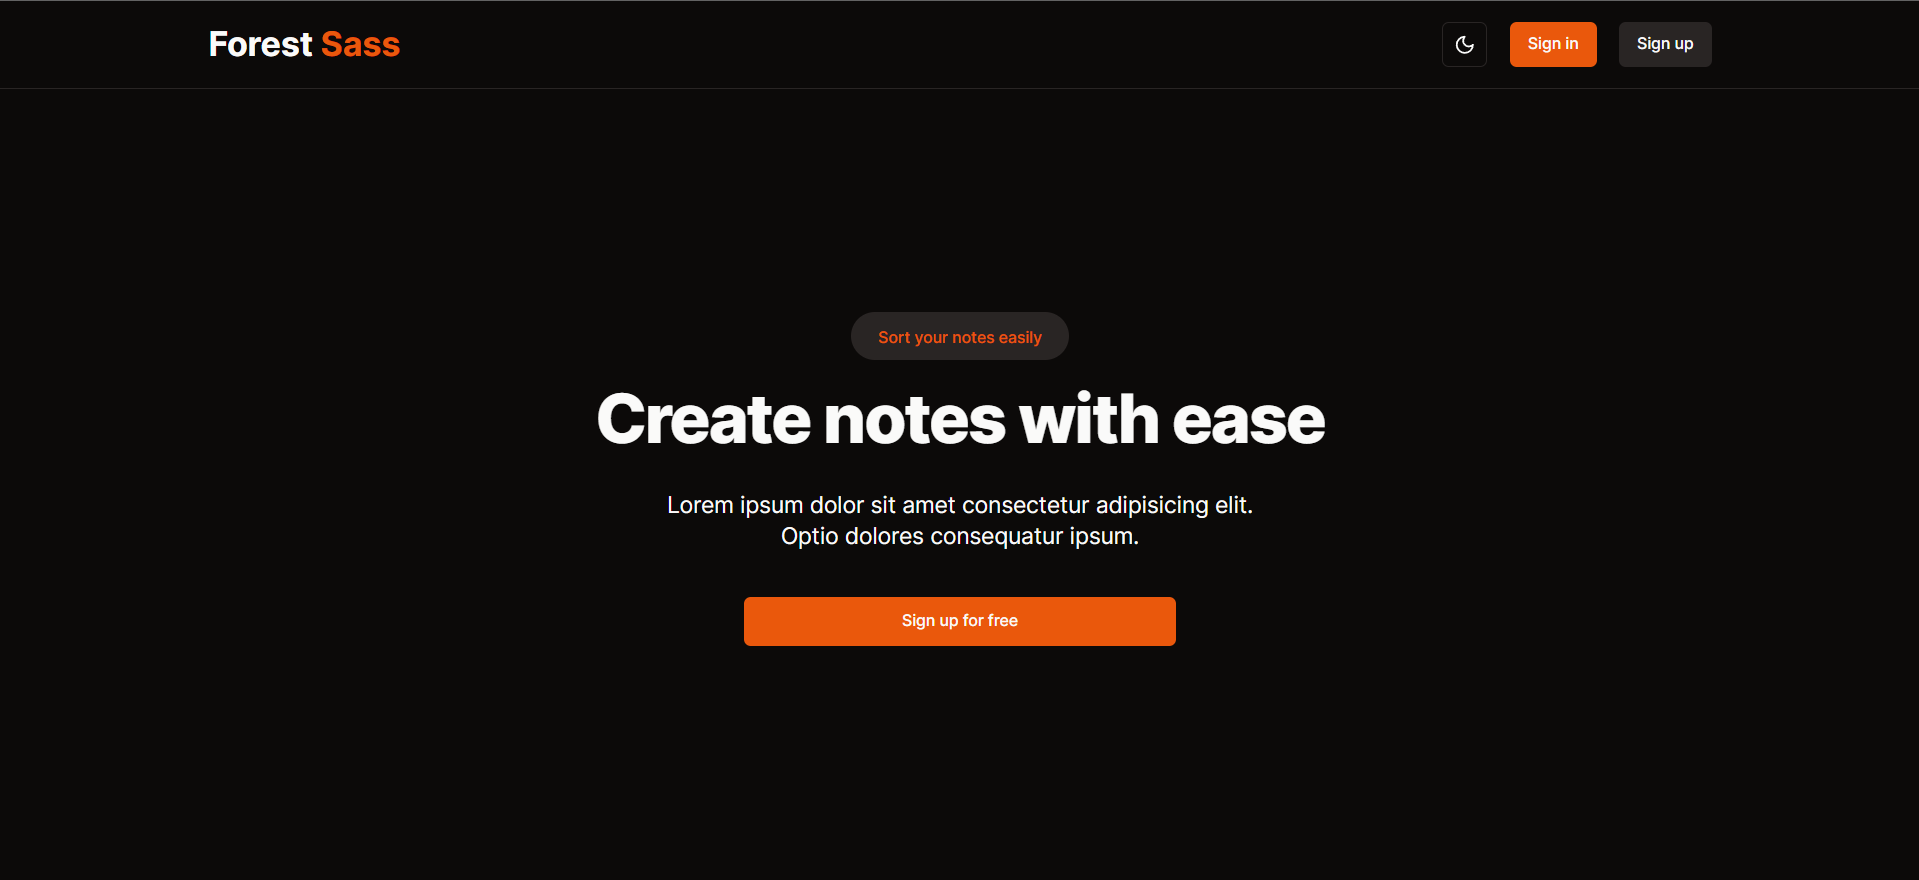 Forest Sass
Sign in
Sign up
Sort your notes easily
Create notes with ease
Lorem ipsum dolor sit amet consectetur adipisicing elit.
Optio dolores consequatur ipsum.
Sign up for free